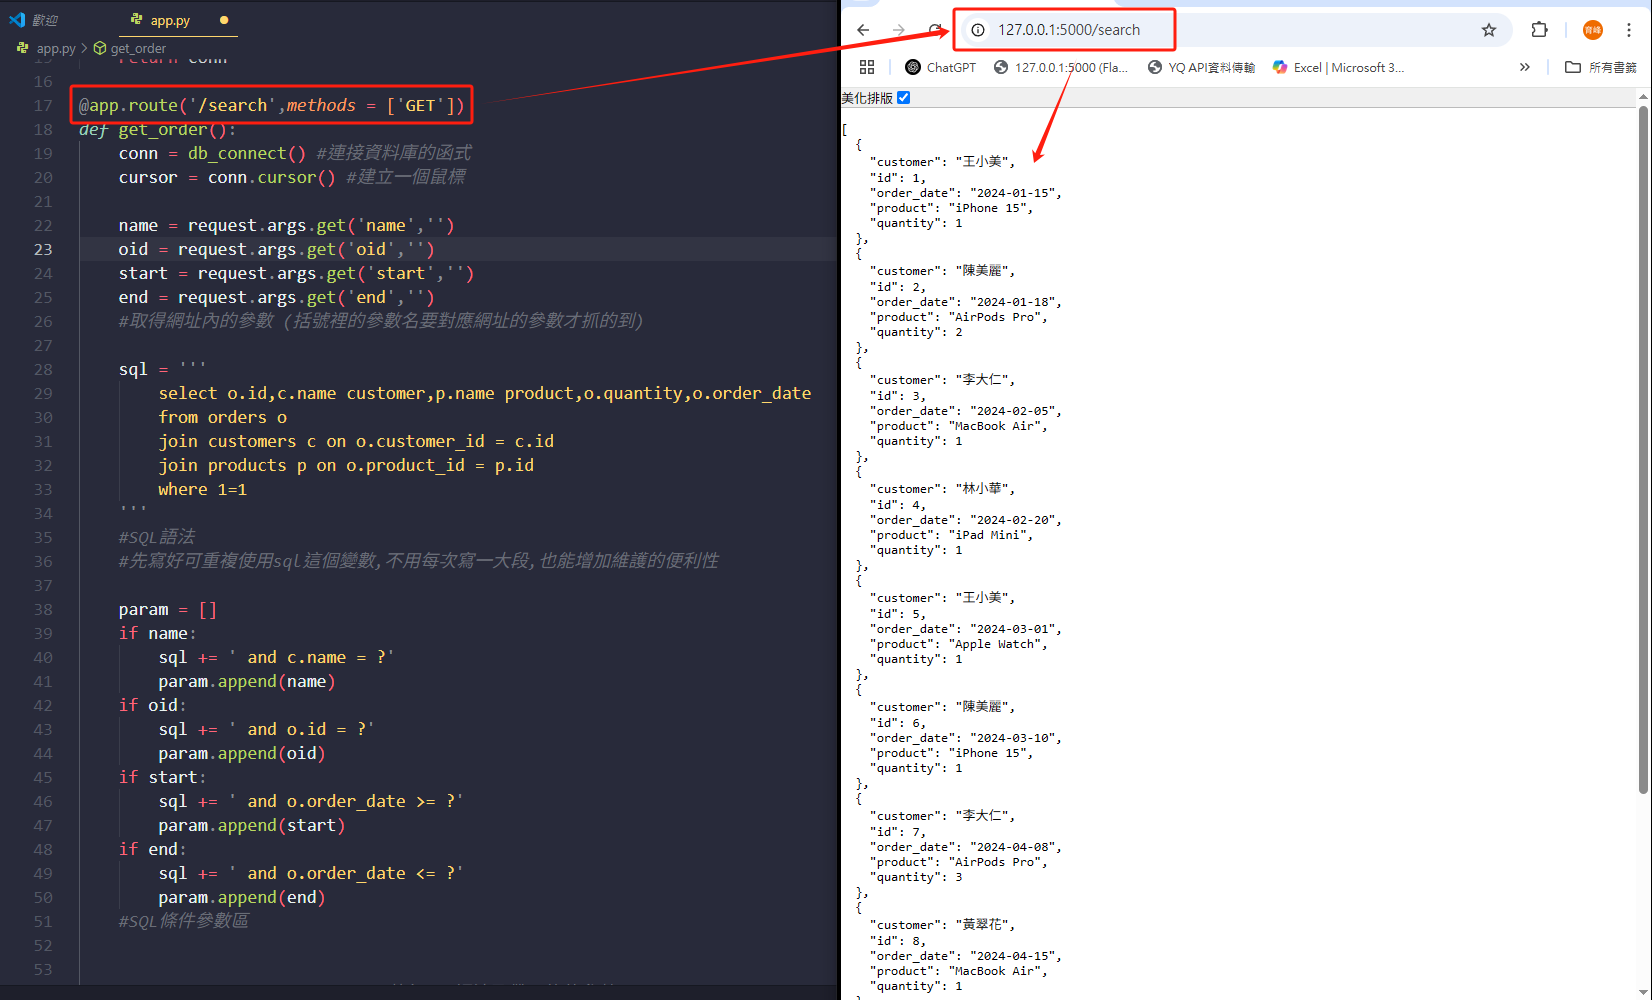 歡迎
app.py
app.py > get_order
15 return conn
16
17 @app.route('/search',methods = ['GET'])
18 def get_order():
19 conn = db_connect() #連接資料庫的函式
20 cursor = conn.cursor() #建立一個鼠標
21
22 name = request.args.get('name','')
23 oid = request.args.get('oid','')
24 start = request.args.get('start','')
25 end = request.args.get('end','')
26 #取得網址內的參數 (括號裡的參數名要對應網址的參數才抓的到)
27
28 sql = '''
29 select o.id,c.name customer,p.name product,o.quantity,o.order_date
30 from orders o
31 join customers c on o.customer_id = c.id
32 join products p on o.product_id = p.id
33 where 1=1
34 '''
35 #SQL語法
36 #先寫好可重複使用sql這個變數,不用每次寫一大段,也能增加維護的便利性
37
38 param = []
39 if name:
40 sql += ' and c.name = ?'
41 param.append(name)
42 if oid:
43 sql += ' and o.id = ?'
44 param.append(oid)
45 if start:
46 sql += ' and o.order_date >= ?'
47 param.append(start)
48 if end:
49 sql += ' and o.order_date <= ?'
50 param.append(end)
51 #SQL條件參數區
52
53
127.0.0.1:5000/search
育峰
ChatGPT 127.0.0.1:5000 (Fla... YQ API資料傳輸 Excel | Microsoft 3... » 所有書籤
美化排版
[
{
"customer": "王小美",
"id": 1,
"order_date": "2024-01-15",
"product": "iPhone 15",
"quantity": 1
},
{
"customer": "陳美麗",
"id": 2,
"order_date": "2024-01-18",
"product": "AirPods Pro",
"quantity": 2
},
{
"customer": "李大仁",
"id": 3,
"order_date": "2024-02-05",
"product": "MacBook Air",
"quantity": 1
},
{
"customer": "林小華",
"id": 4,
"order_date": "2024-02-20",
"product": "iPad Mini",
"quantity": 1
},
{
"customer": "王小美",
"id": 5,
"order_date": "2024-03-01",
"product": "Apple Watch",
"quantity": 1
},
{
"customer": "陳美麗",
"id": 6,
"order_date": "2024-03-10",
"product": "iPhone 15",
"quantity": 1
},
{
"customer": "李大仁",
"id": 7,
"order_date": "2024-04-08",
"product": "AirPods Pro",
"quantity": 3
},
{
"customer": "黃翠花",
"id": 8,
"order_date": "2024-04-15",
"product": "MacBook Air",
"quantity": 1